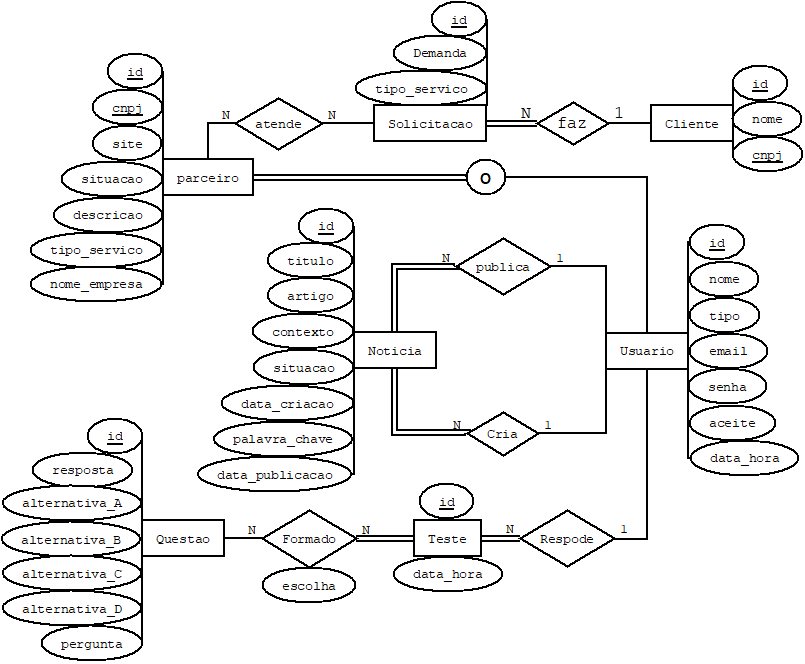 id
Demanda
tipo_servico
id
cnpj
site
situacao
descricao
tipo_servico
nome_empresa
parceiro
N
atende
N
Solicitacao
N
faz
1
Cliente
id
nome
cnpj
O
id
titulo
artigo
contexto
situacao
data_criacao
palavra_chave
data_publicacao
Noticia
N
publica
1
N
Cria
1
Usuario
id
nome
tipo
email
senha
aceite
data_hora
id
resposta
alternativa_A
alternativa_B
alternativa_C
alternativa_D
pergunta
Questao
N
Formado
N
escolha
id
Teste
data_hora
N
Respode
1